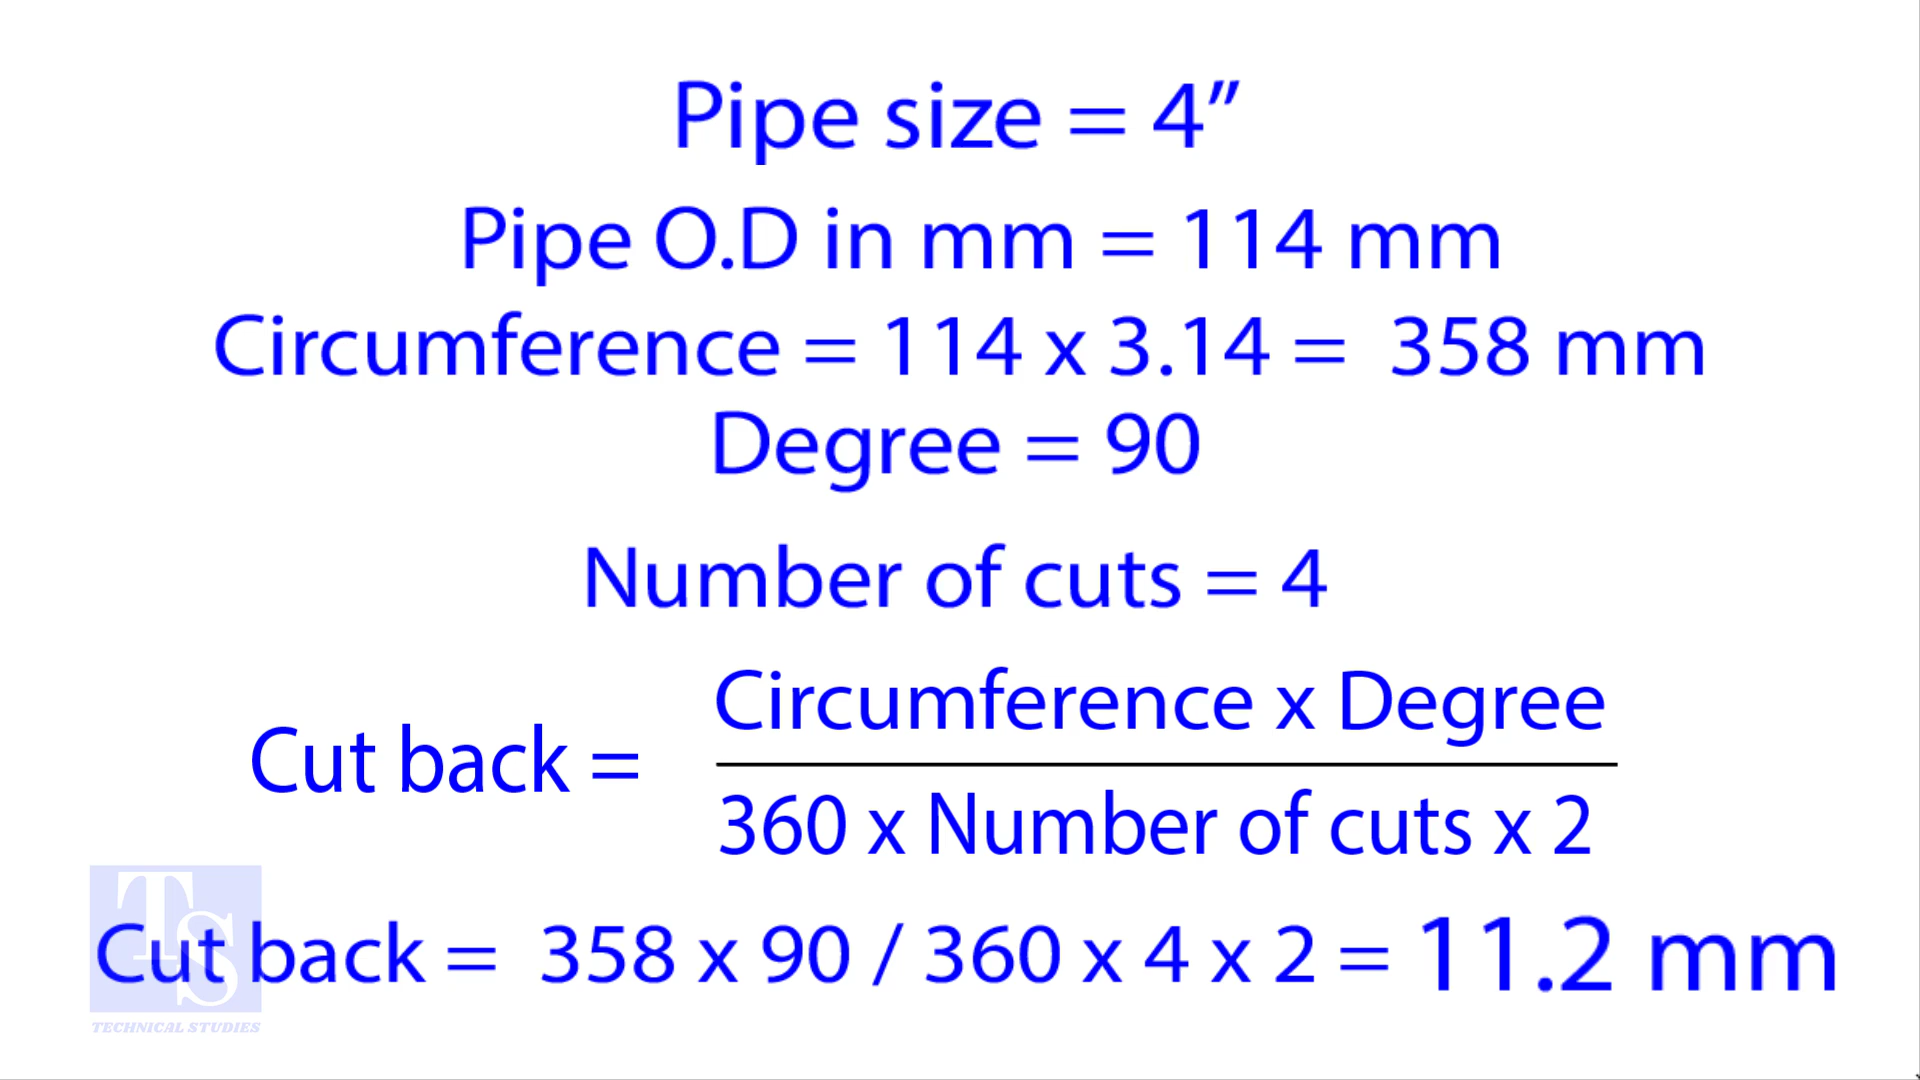 Pipe size = 4”
Pipe O.D in mm = 114 mm
Circumference = 114 x 3.14 = 358 mm
Degree = 90
Number of cuts = 4
Circumference x Degree
Cut back =
360 x Number of cuts x 2
Cut back = 358 x 90 / 360 x 4 x 2 = 11.2 mm
TS
TECHNICAL STUDIES